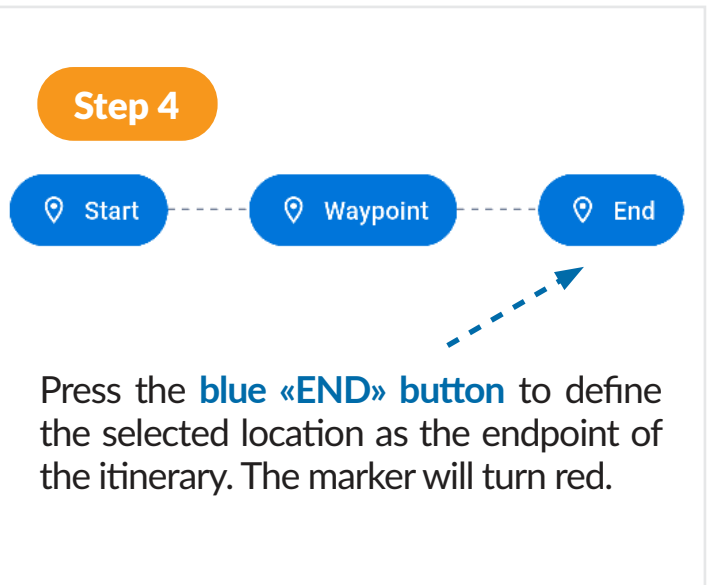 Step 4
Start Waypoint End
Press the blue «END» button to define
the selected location as the endpoint of
the itinerary. The marker will turn red.